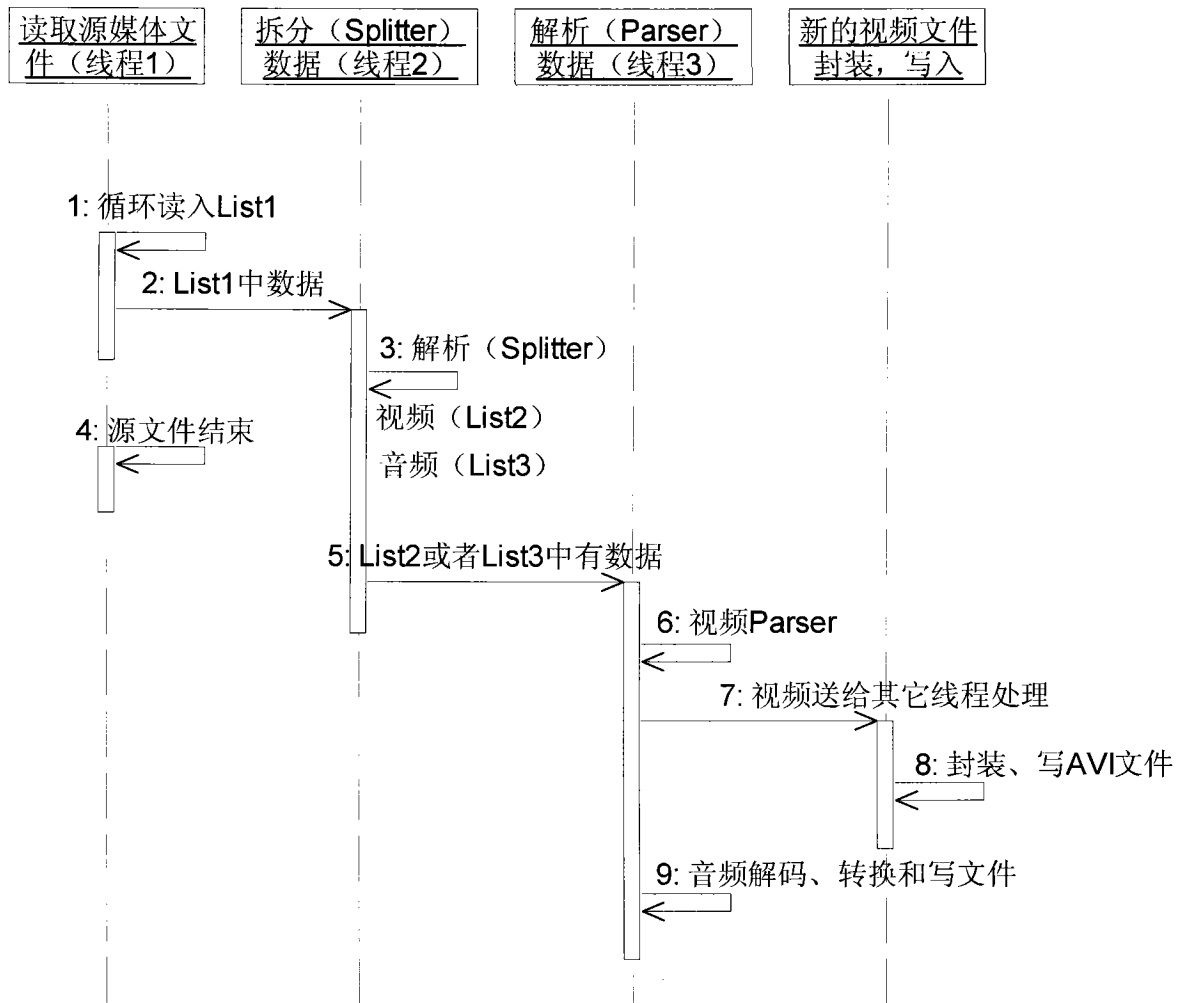 读取源媒体文
件（线程1）
拆分（Splitter）
数据（线程2）
解析（Parser）
数据（线程3）
新的视频文件
封装，写入
1: 循环读入List1
2: List1中数据
3: 解析（Splitter）
视频（List2）
音频（List3）
4: 源文件结束
5: List2或者List3中有数据
6: 视频Parser
7: 视频送给其它线程处理
8: 封装、写AVI文件
9: 音频解码、转换和写文件